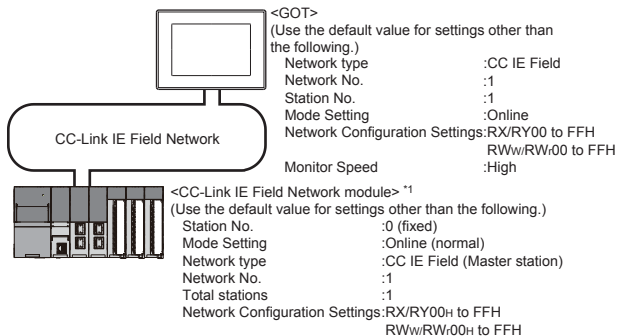 <GOT>
(Use the default value for settings other than
the following.)
Network type :CC IE Field
Network No. :1
Station No. :1
Mode Setting :Online
Network Configuration Settings:RX/RY00 to FFH
RWw/RWr00 to FFH
Monitor Speed :High
CC-Link IE Field Network
<CC-Link IE Field Network module> *1
(Use the default value for settings other than the following.)
Station No. :0 (fixed)
Mode Setting :Online (normal)
Network type :CC IE Field (Master station)
Network No. :1
Total stations :1
Network Configuration Settings:RX/RY00H to FFH
RWw/RWr00H to FFH